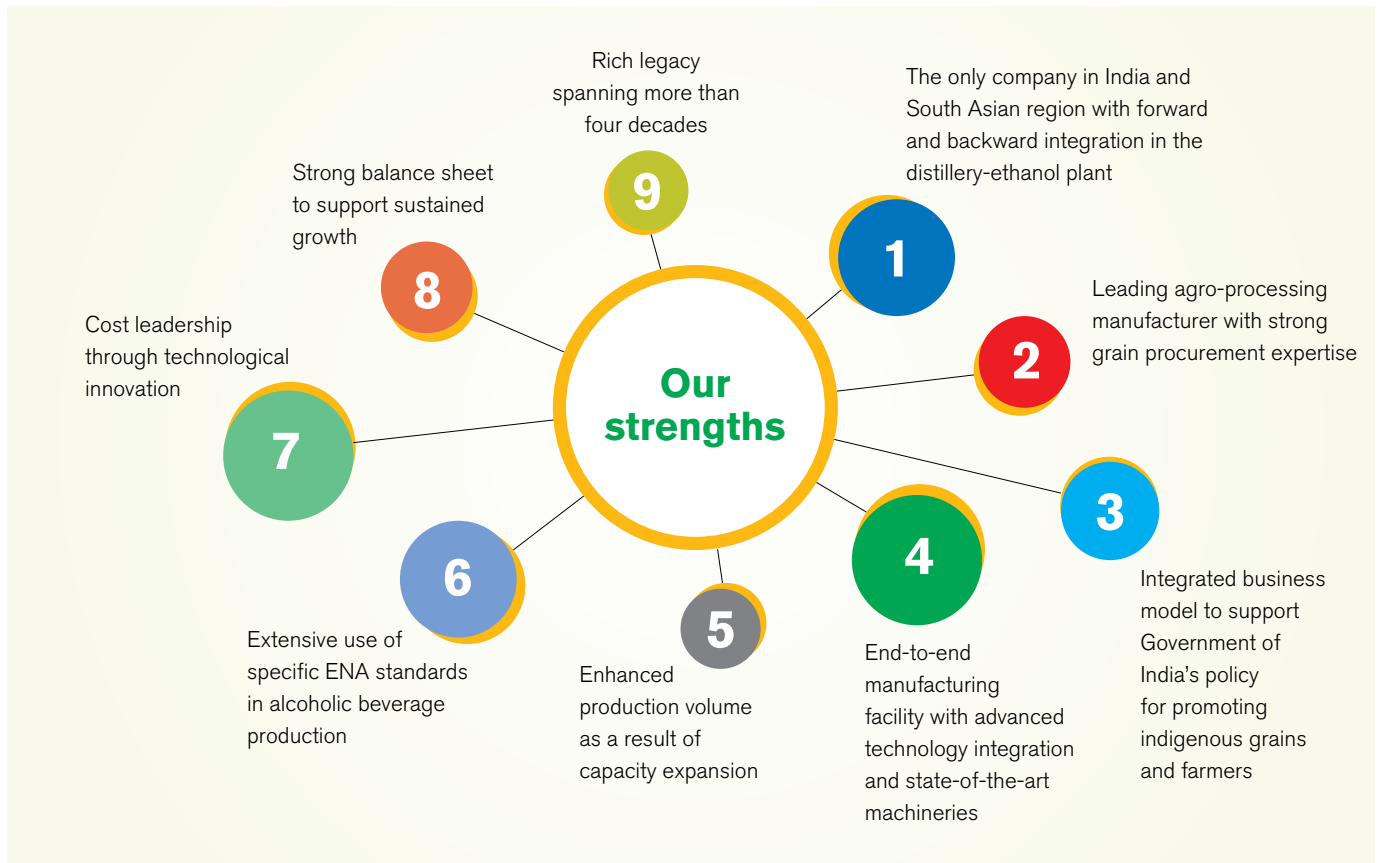 Our
strengths
1
The only company in India and
South Asian region with forward
and backward integration in the
distillery-ethanol plant
2
Leading agro-processing
manufacturer with strong
grain procurement expertise
3
Integrated business
model to support
Government of
India’s policy
for promoting
indigenous grains
and farmers
4
End-to-end
manufacturing
facility with advanced
technology integration
and state-of-the-art
machineries
5
Enhanced
production volume
as a result of
capacity expansion
6
Extensive use of
specific ENA standards
in alcoholic beverage
production
7
Cost leadership
through technological
innovation
8
Strong balance sheet
to support sustained
growth
9
Rich legacy
spanning more than
four decades